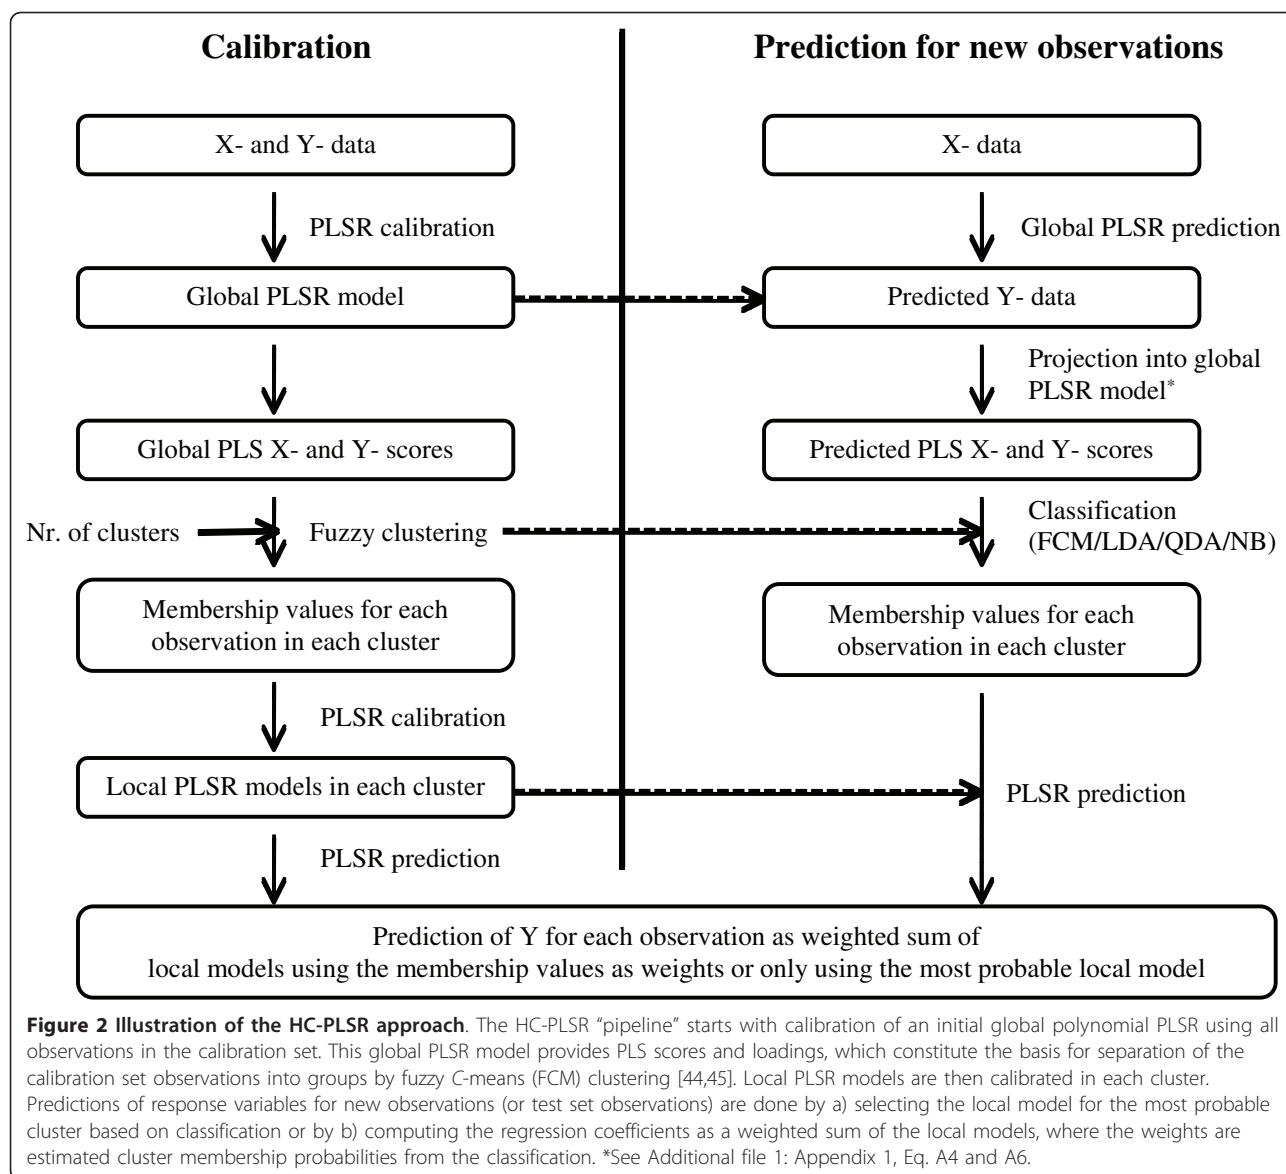 Calibration
Prediction for new observations
X- and Y- data
PLSR calibration
Global PLSR model
Global PLS X- and Y- scores
Nr. of clusters
Fuzzy clustering
Membership values for each
observation in each cluster
PLSR calibration
Local PLSR models in each cluster
PLSR prediction
X- data
Global PLSR prediction
Predicted Y- data
Projection into global
PLSR model*
Predicted PLS X- and Y- scores
Classification
(FCM/LDA/QDA/NB)
Membership values for each
observation in each cluster
PLSR prediction
Prediction of Y for each observation as weighted sum of
local models using the membership values as weights or only using the most probable local model
Figure 2 Illustration of the HC-PLSR approach. The HC-PLSR “pipeline” starts with calibration of an initial global polynomial PLSR using all
observations in the calibration set. This global PLSR model provides PLS scores and loadings, which constitute the basis for separation of the
calibration set observations into groups by fuzzy C-means (FCM) clustering [44,45]. Local PLSR models are then calibrated in each cluster.
Predictions of response variables for new observations (or test set observations) are done by a) selecting the local model for the most probable
cluster based on classification or by b) computing the regression coefficients as a weighted sum of the local models, where the weights are
estimated cluster membership probabilities from the classification. *See Additional file 1: Appendix 1, Eq. A4 and A6.